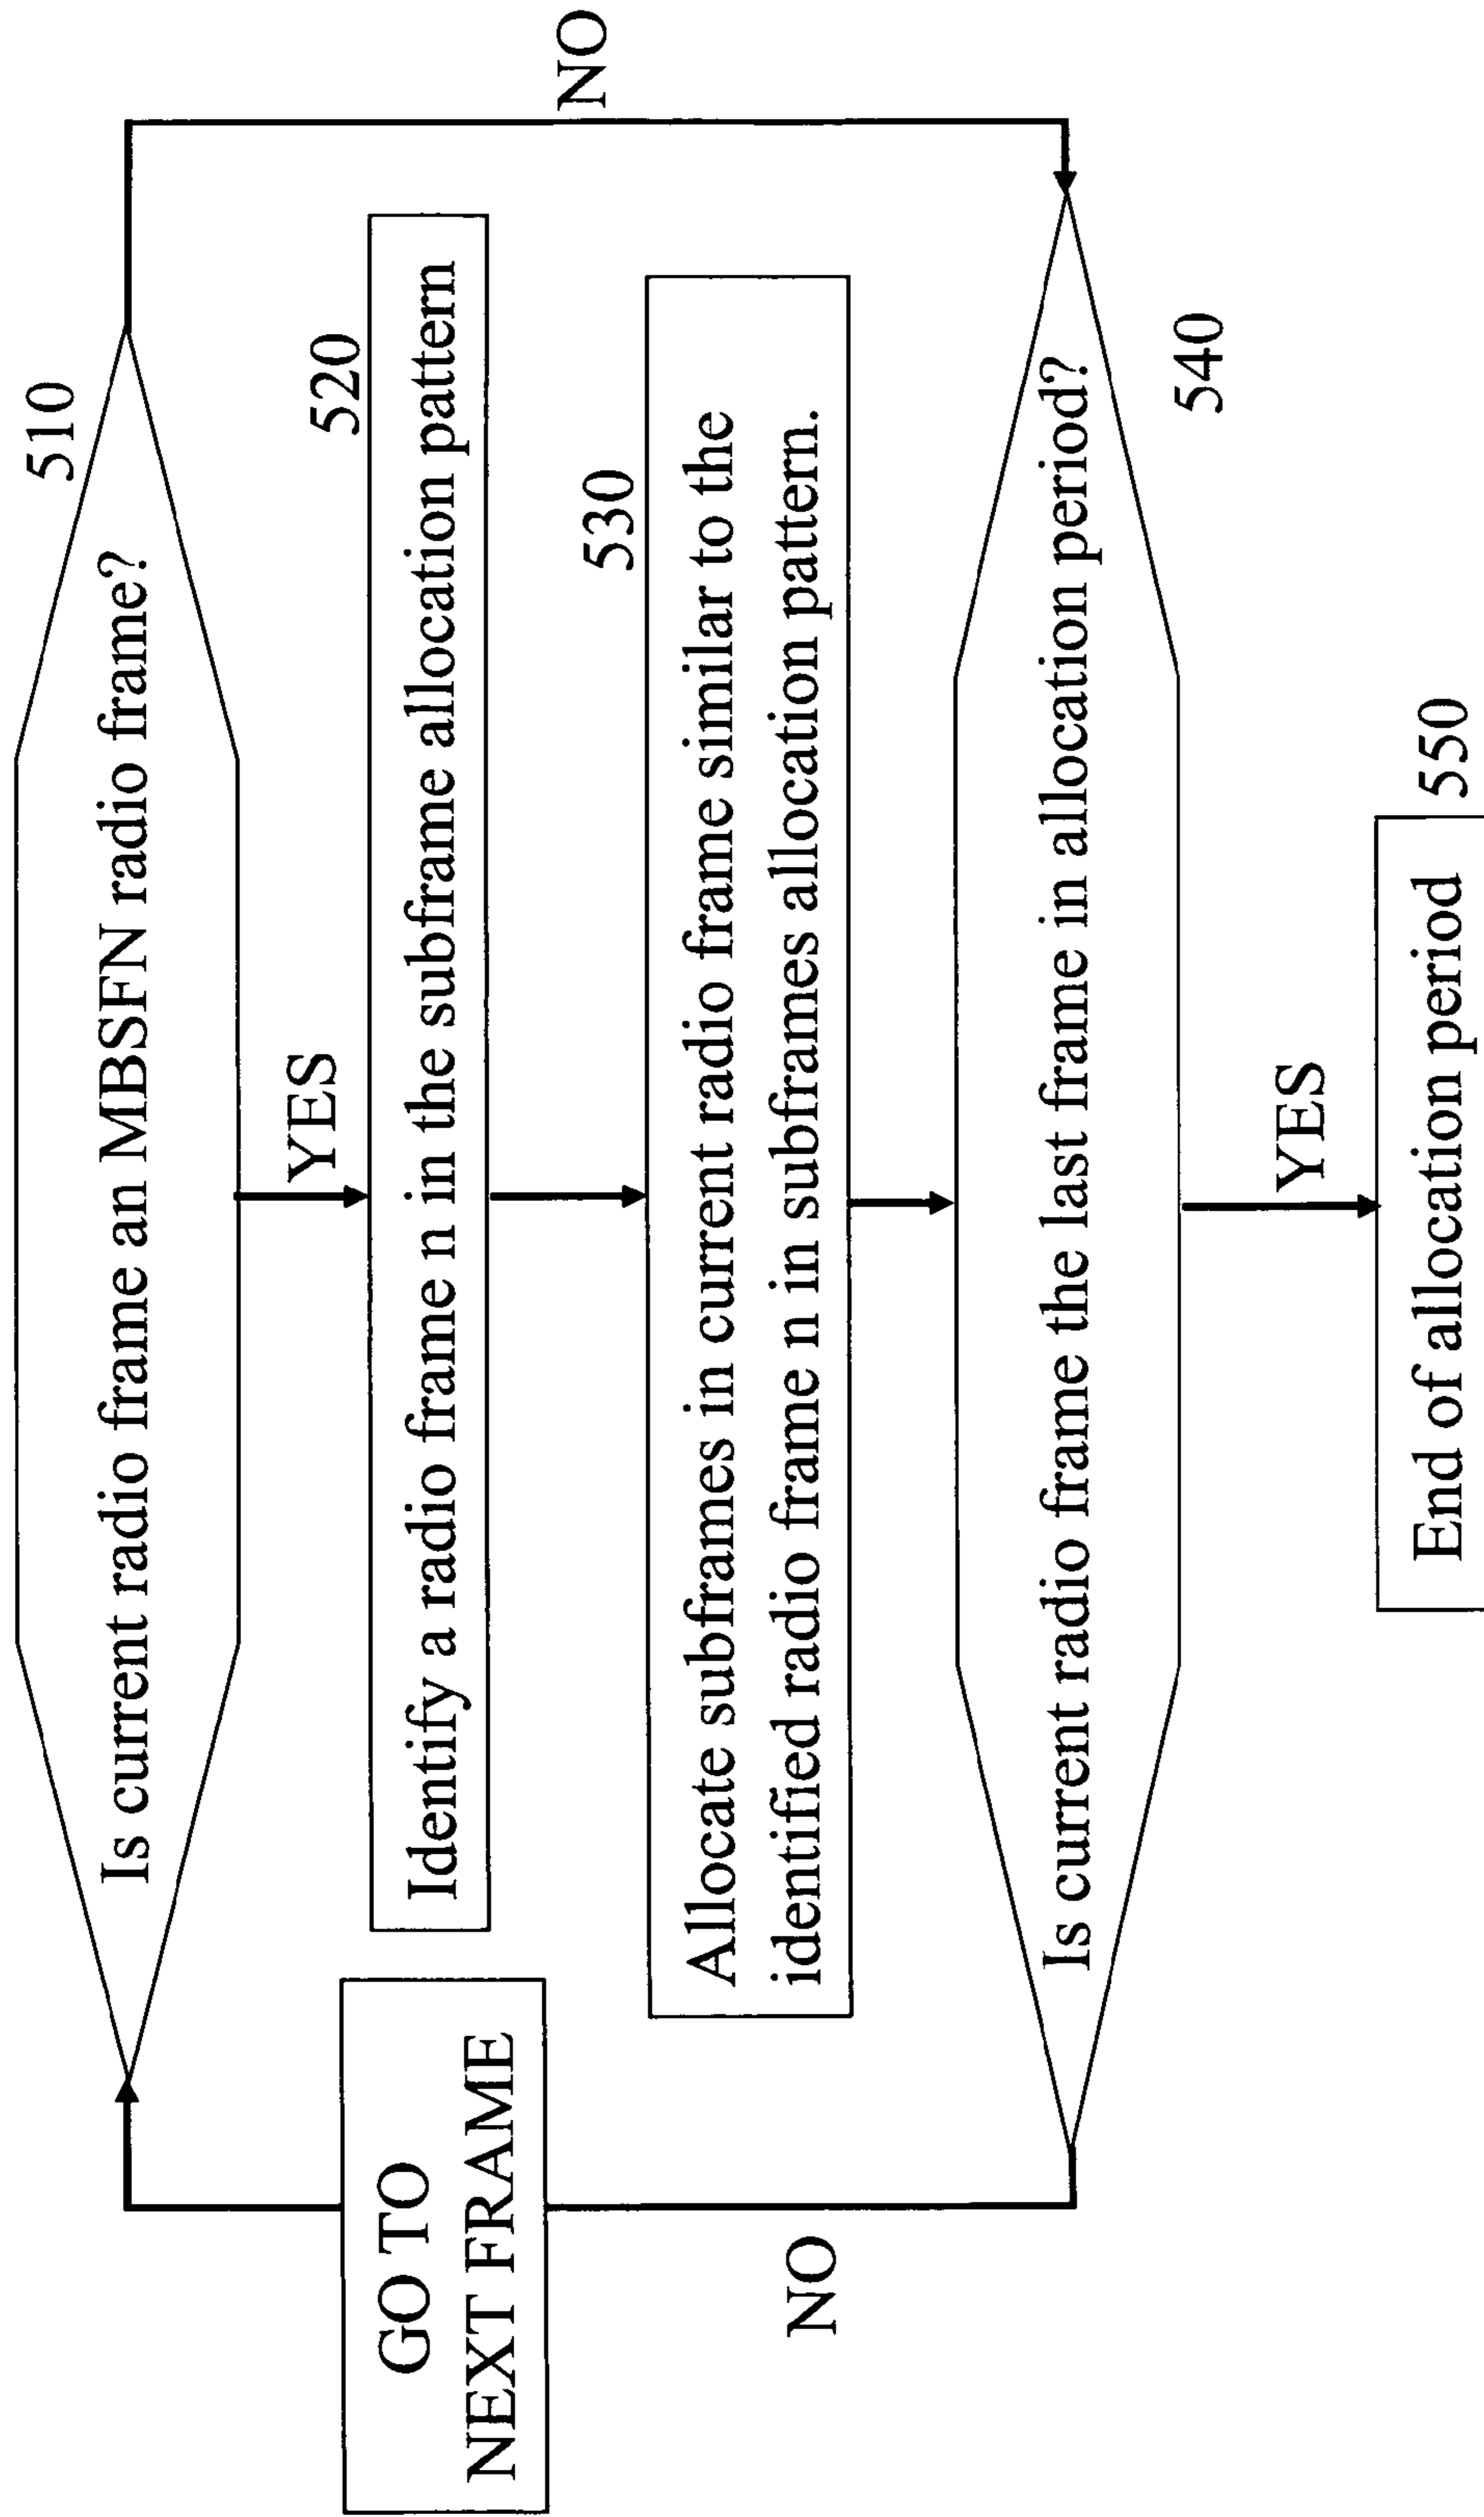 Is current radio frame an MBSFN radio frame?
510
NO
YES
520
Identify a radio frame n in the subframe allocation pattern
GO TO
NEXT FRAME
530
Allocate subframes in current radio frame similar to the
identified radio frame n in subframes allocation pattern.
NO
Is current radio frame the last frame in allocation period?
540
YES
550
End of allocation period